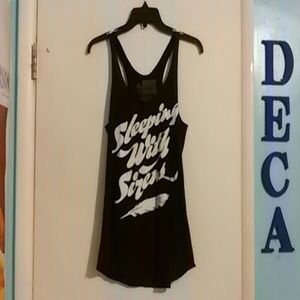 Sleeping
With
Sirens
DECA